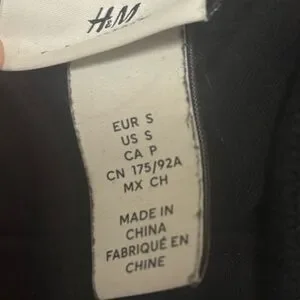 H&M
EUR S
US S
CA P
CN 175/92A
MX CH
MADE IN
CHINA
FABRIQUÉ EN
CHINE